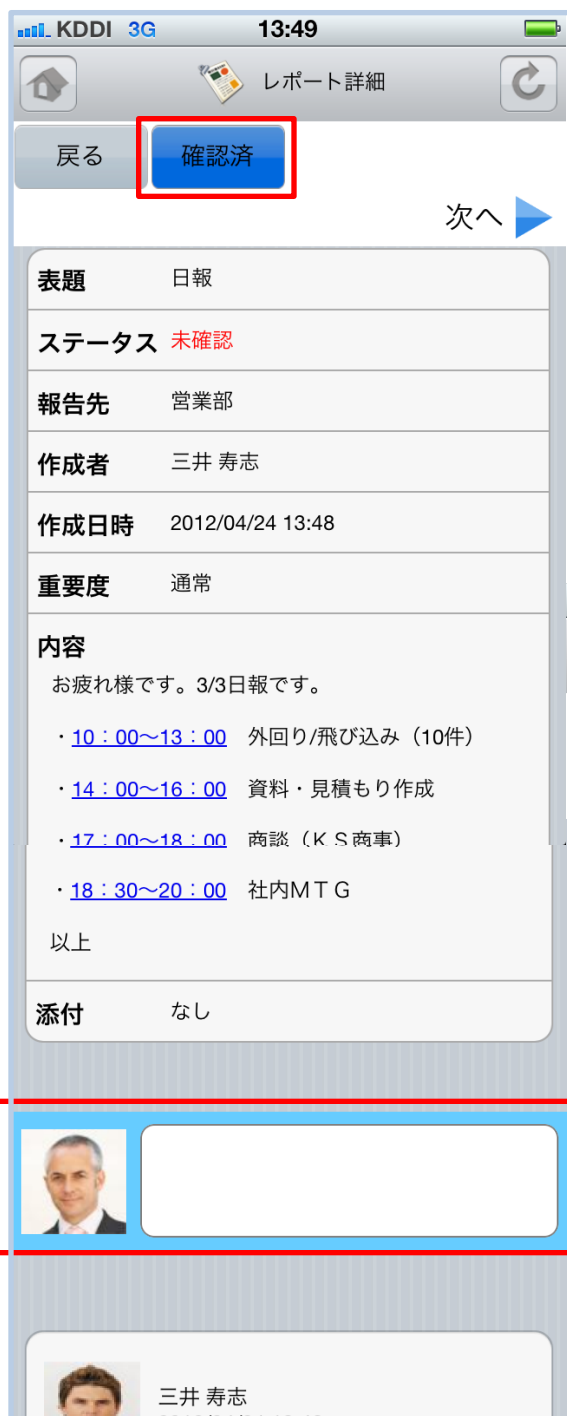 KDDI 3G 13:49
レポート詳細
戻る 確認済
次へ
表題 日報
ステータス 未確認
報告先 営業部
作成者 三井 寿志
作成日時 2012/04/24 13:48
重要度 通常
内容
お疲れ様です。3/3日報です。
・10：00～13：00 外回り/飛び込み（10件）
・14：00～16：00 資料・見積もり作成
・17：00～18：00 商談（ＫＳ商事）
・18：30～20：00 社内ＭＴＧ
以上
添付 なし
三井 寿志